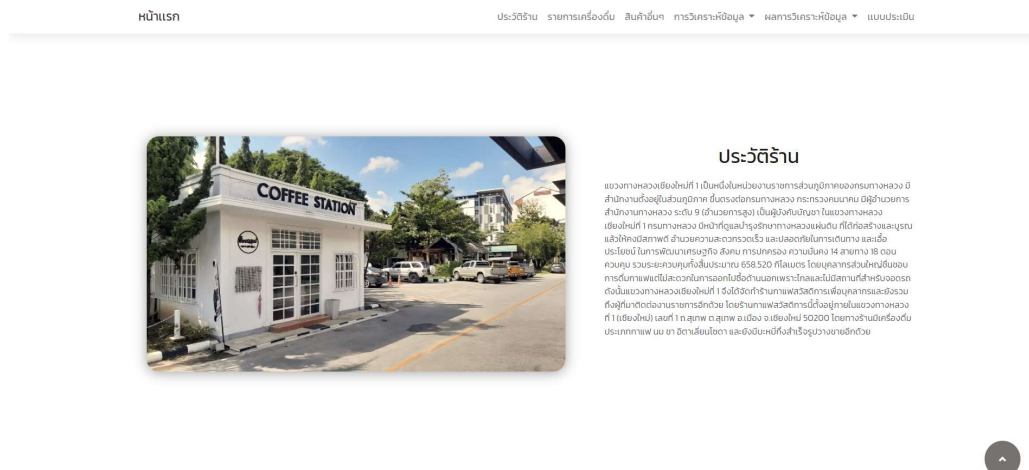 หน้าแรก
ประวัติร้าน รายการเครื่องดื่ม สินค้าอื่นๆ การวิเคราะห์ข้อมูล ผลการวิเคราะห์ข้อมูล แบบประเมิน
COFFEE STATION
ประวัติร้าน
แขวงทางหลวงเชียงใหม่ที่ 1 เป็นหนึ่งในหน่วยงานราชการส่วนภูมิภาคของกรมทางหลวง มี
สำนักงานตั้งอยู่ในส่วนภูมิภาค ขึ้นตรงต่อกรมทางหลวง กระทรวงคมนาคม มีผู้อำนวยการ
สำนักงานทางหลวง ระดับ 9 (อำนวยการสูง) เป็นผู้บังคับบัญชา ในแขวงทางหลวง
เชียงใหม่ที่ 1 กรมทางหลวง มีหน้าที่ดูแลบำรุงรักษาทางหลวงแผ่นดิน ที่ได้ก่อสร้างและบูรณ
แล้วให้คงมีสภาพดี อำนวยความสะดวกรวดเร็ว และปลอดภัยในการเดินทาง และเอื้อ
ประโยชน์ ในการพัฒนาเศรษฐกิจ สังคม การปกครอง ความมั่นคง 14 สายทาง 18 ตอน
ควบคุม รวมระยะควบคุมทั้งสิ้นประมาณ 658.520 กิโลเมตร โดยบุคลากรส่วนใหญ่ชื่นชอบ
การดื่มกาแฟแต่ไม่สะดวกในการออกไปซื้อด้านนอกเพราะไกลและไม่มีสถานที่สำหรับจอดรถ
ดังนั้นแขวงทางหลวงเชียงใหม่ที่ 1 จึงได้จัดทำร้านกาแฟสวัสดิการเพื่อบุคลากรและยังรวม
ถึงผู้ที่มาติดต่องานราชการอีกด้วย โดยร้านกาแฟสวัสดิการนี้ตั้งอยู่ภายในแขวงทางหลวง
ที่ 1 (เชียงใหม่) เลขที่ 1 ถ.สุเทพ ต.สุเทพ อ.เมือง จ.เชียงใหม่ 50200 โดยทางร้านมีเครื่องดื่ม
ประเภทกาแฟ นม ชา อิตาเลียนโซดา และยังมีบะหมี่กึ่งสำเร็จรูปวางขายอีกด้วย